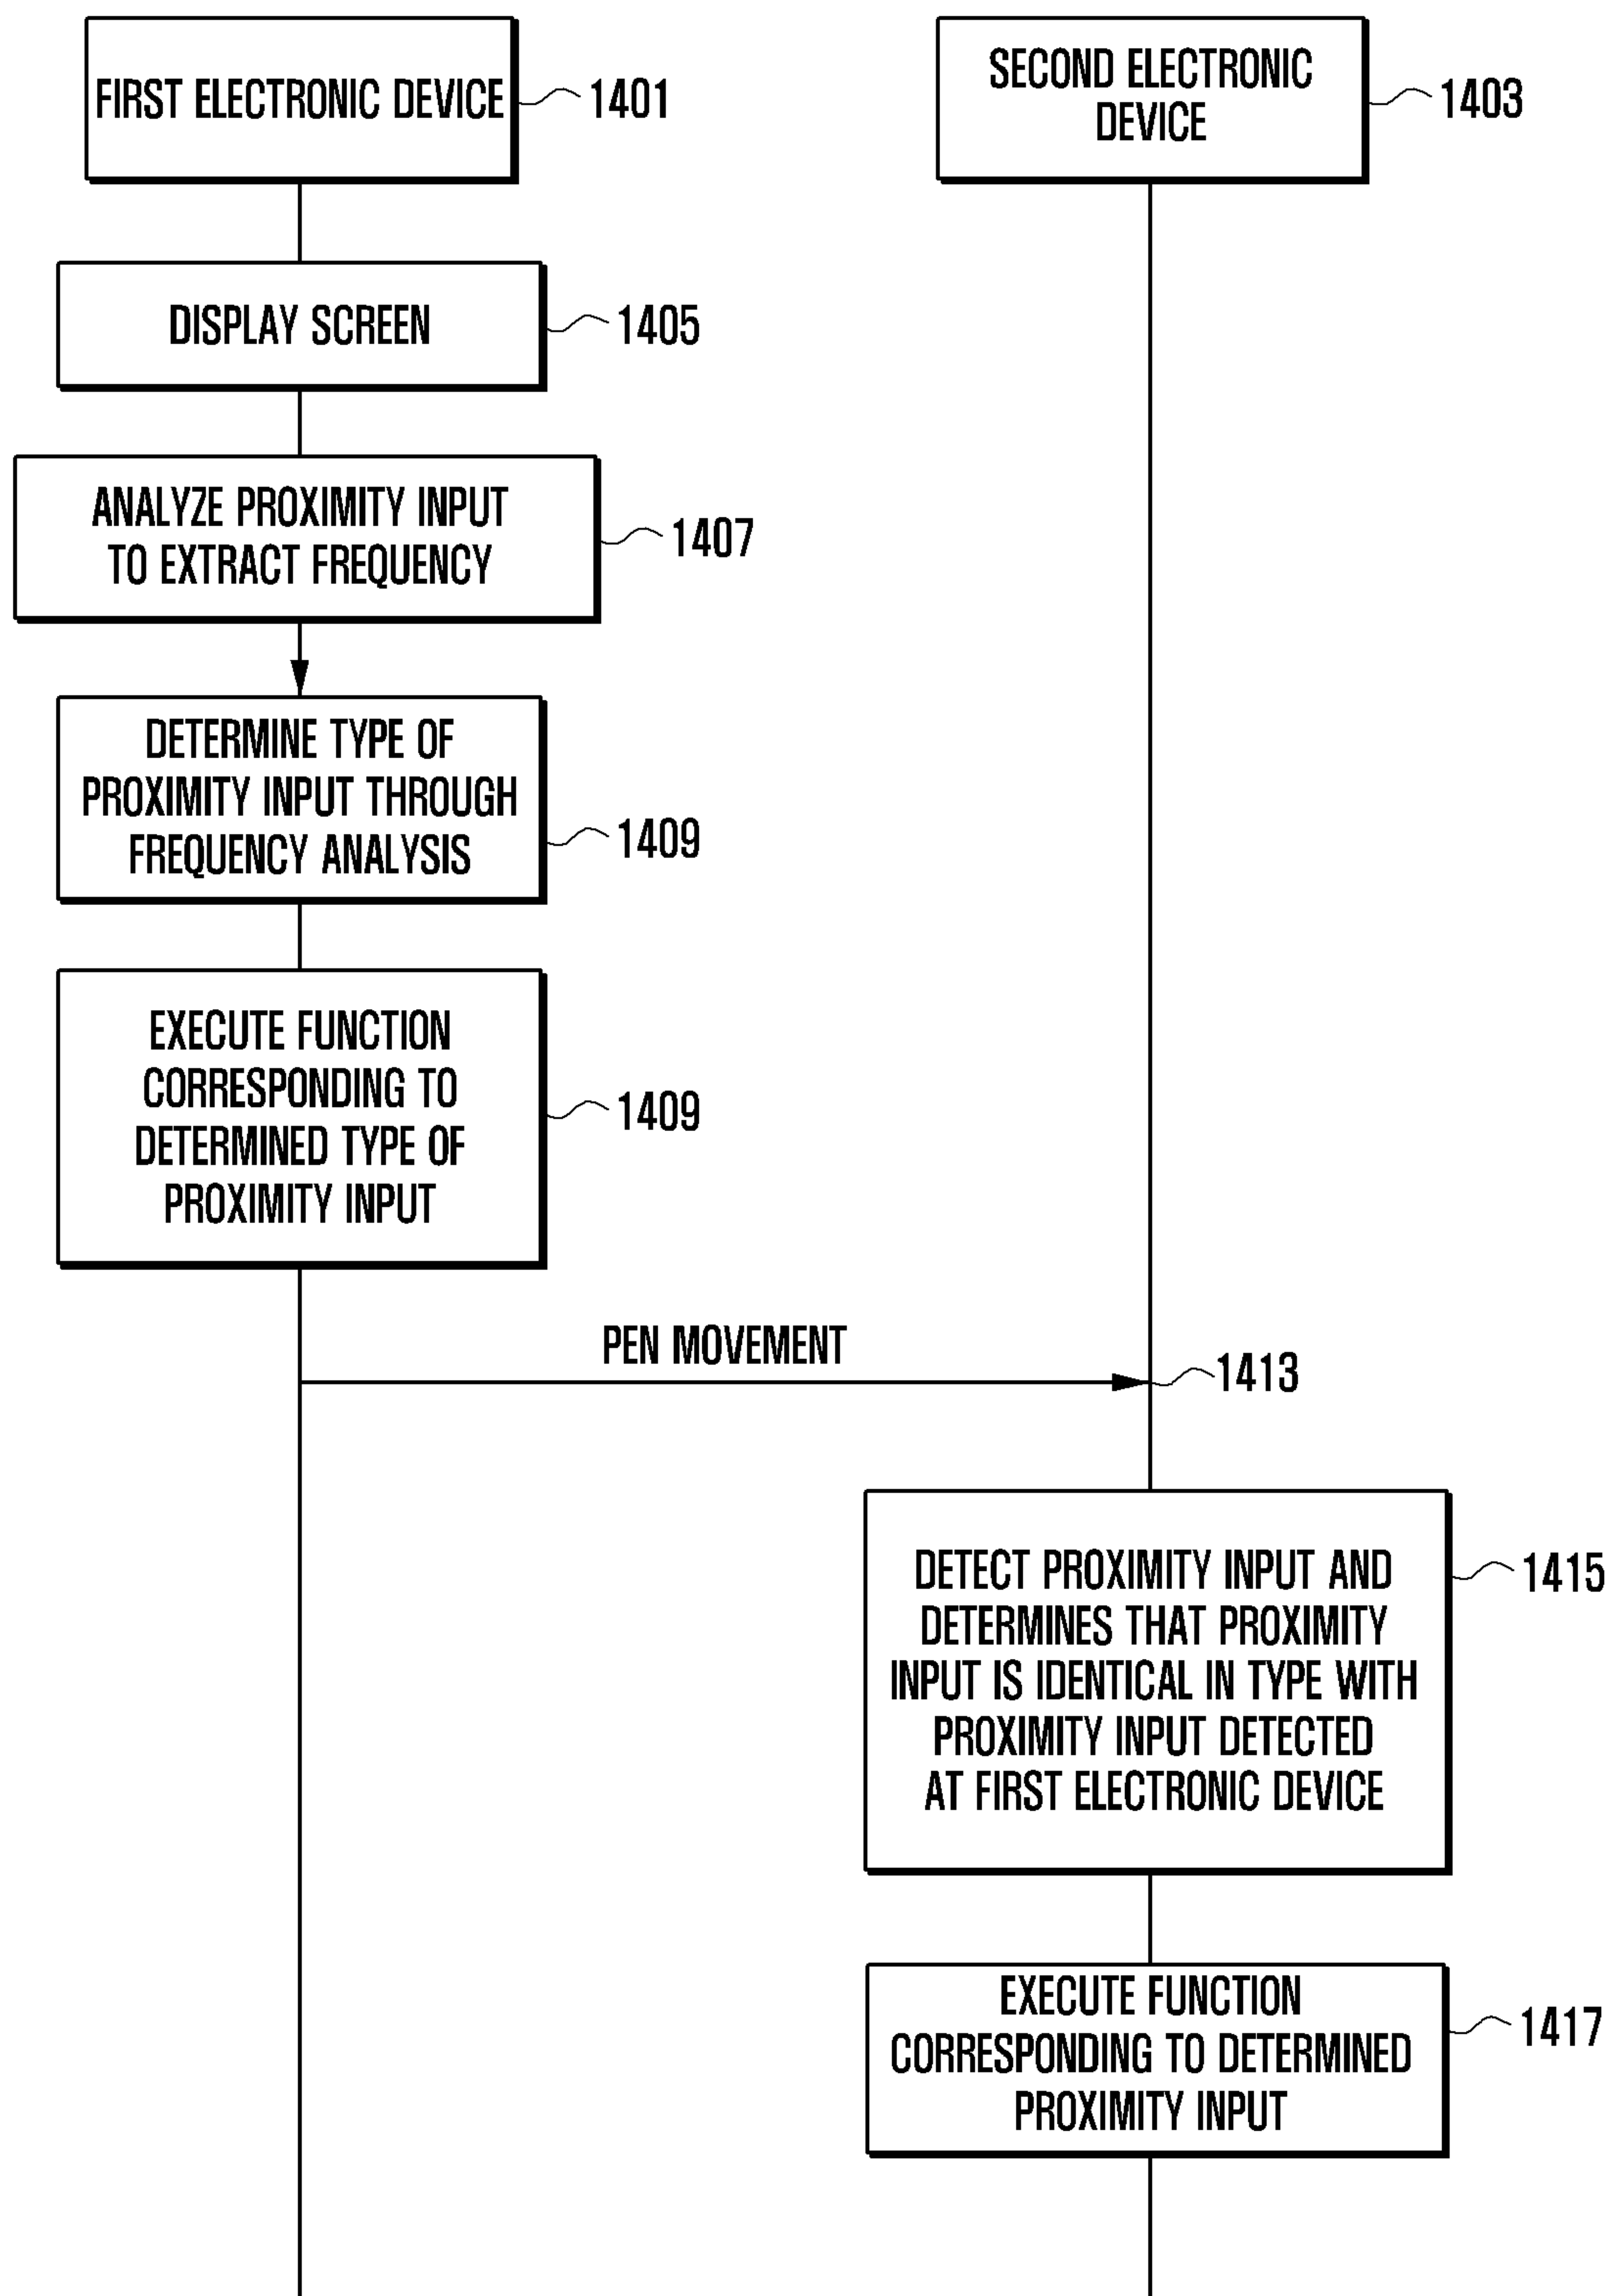 FIRST ELECTRONIC DEVICE
1401
SECOND ELECTRONIC
DEVICE
1403
DISPLAY SCREEN
1405
ANALYZE PROXIMITY INPUT
TO EXTRACT FREQUENCY
1407
DETERMINE TYPE OF
PROXIMITY INPUT THROUGH
FREQUENCY ANALYSIS
1409
EXECUTE FUNCTION
CORRESPONDING TO
DETERMINED TYPE OF
PROXIMITY INPUT
1409
PEN MOVEMENT
1413
DETECT PROXIMITY INPUT AND
DETERMINES THAT PROXIMITY
INPUT IS IDENTICAL IN TYPE WITH
PROXIMITY INPUT DETECTED
AT FIRST ELECTRONIC DEVICE
1415
EXECUTE FUNCTION
CORRESPONDING TO DETERMINED
PROXIMITY INPUT
1417